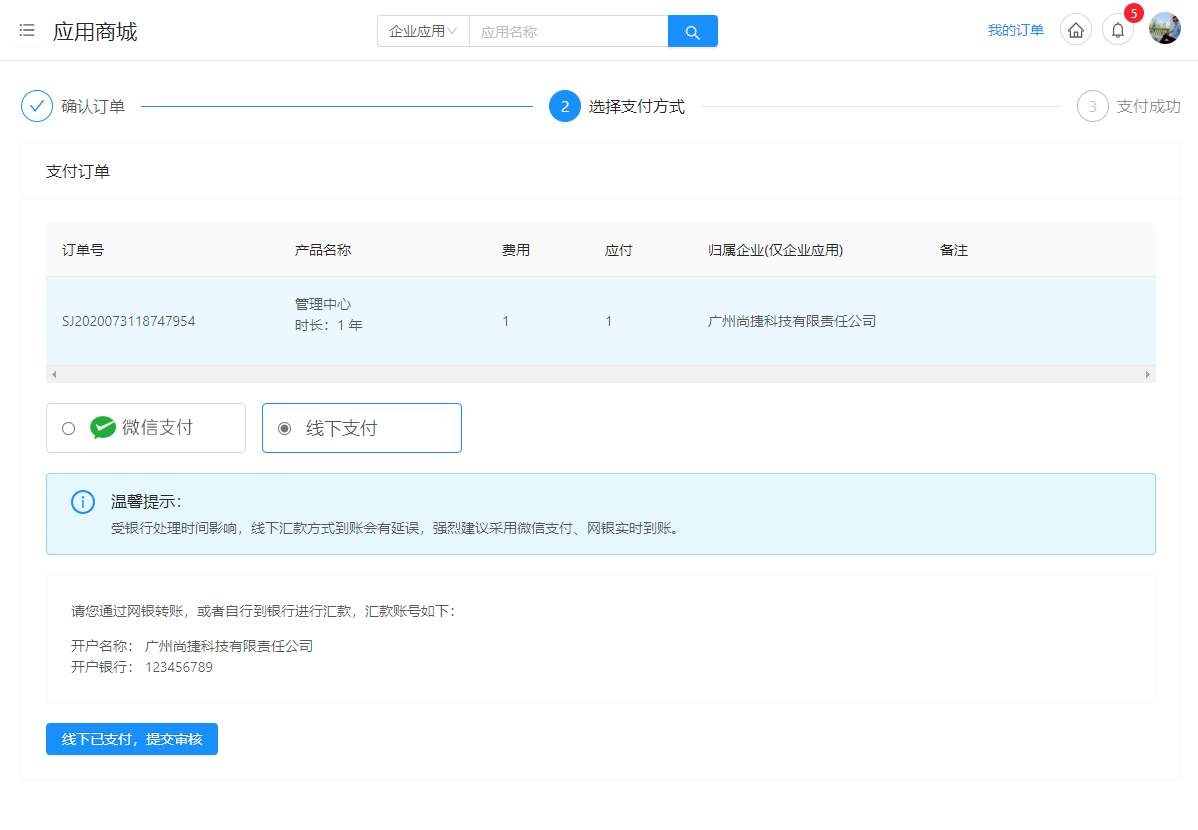 应用商城
企业应用 应用名称
我的订单
5
确认订单
2 选择支付方式
3 支付成功
支付订单
订单号 产品名称 费用 应付 归属企业(仅企业应用) 备注
SJ2020073118747954 管理中心 1 1 广州尚捷科技有限责任公司
时长：1 年
微信支付
线下支付
温馨提示：
受银行处理时间影响，线下汇款方式到账会有延误，强烈建议采用微信支付、网银实时到账。
请您通过网银转账，或者自行到银行进行汇款，汇款账号如下：
开户名称： 广州尚捷科技有限责任公司
开户银行： 123456789
线下已支付，提交审核